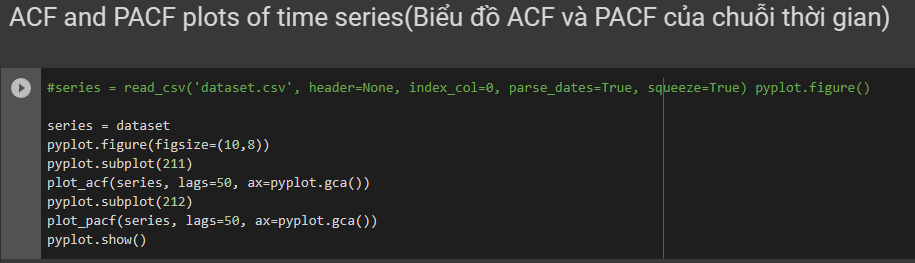 ACF and PACF plots of time series(Biểu đồ ACF và PACF của chuỗi thời gian)
#series = read_csv('dataset.csv', header=None, index_col=0, parse_dates=True, squeeze=True) pyplot.figure()
series = dataset
pyplot.figure(figsize=(10,8))
pyplot.subplot(211)
plot_acf(series, lags=50, ax=pyplot.gca())
pyplot.subplot(212)
plot_pacf(series, lags=50, ax=pyplot.gca())
pyplot.show()